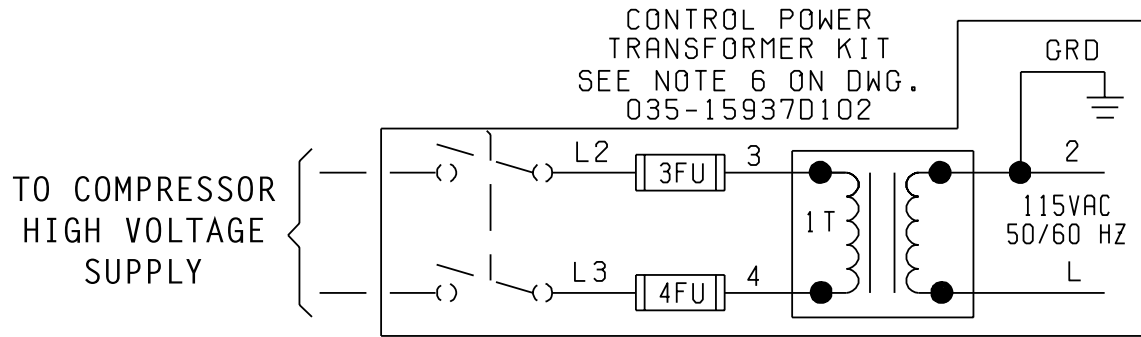 CONTROL POWER
TRANSFORMER KIT
SEE NOTE 6 ON DWG.
035-15937D102
GRD
TO COMPRESSOR
HIGH VOLTAGE
SUPPLY
L2
3FU
3
1T
2
115VAC
50/60 HZ
L3
4FU
4
L